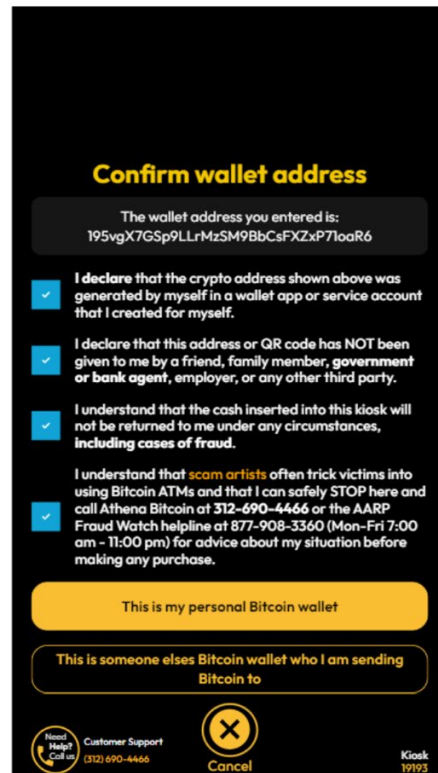 Confirm wallet address
The wallet address you entered is:
195vgX7GSp9LLrMzSM9BbCsFXZxP71oaR6
I declare that the crypto address shown above was
generated by myself in a wallet app or service account
that I created for myself.
I declare that this address or QR code has NOT been
given to me by a friend, family member, government
or bank agent, employer, or any other third party.
I understand that the cash inserted into this kiosk will
not be returned to me under any circumstances,
including cases of fraud.
I understand that scam artists often trick victims into
using Bitcoin ATMs and that I can safely STOP here and
call Athena Bitcoin at 312-690-4466 or the AARP
Fraud Watch helpline at 877-908-3360 (Mon-Fri 7:00
am - 11:00 pm) for advice about my situation before
making any purchase.
This is my personal Bitcoin wallet
This is someone elses Bitcoin wallet who I am sending
Bitcoin to
Need
Help?
Call us
Customer Support
(312) 690-4466
Cancel
Kiosk
19193